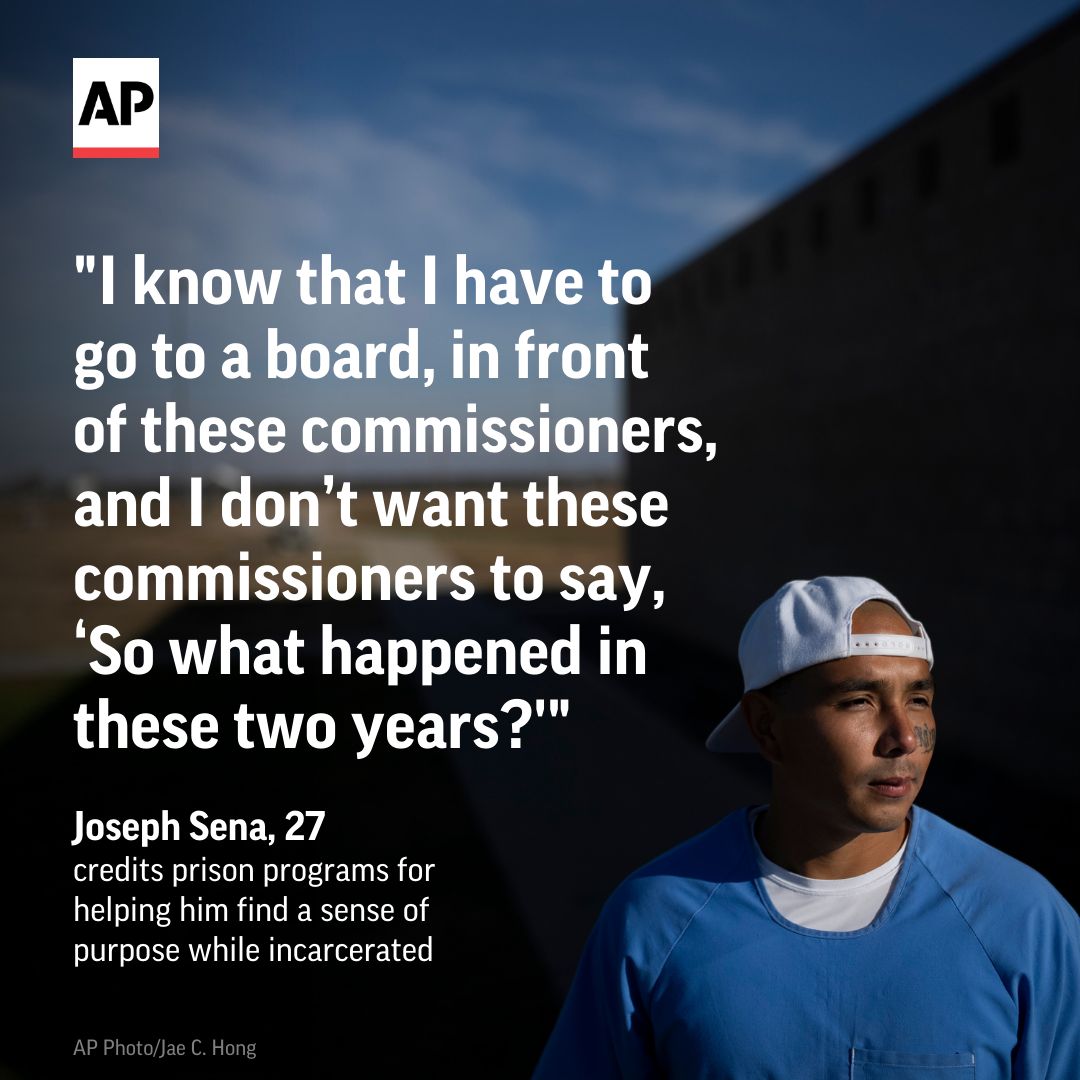 AP
"I know that I have to
go to a board, in front
of these commissioners,
and I don’t want these
commissioners to say,
‘So what happened in
these two years?'"
Joseph Sena, 27
credits prison programs for
helping him find a sense of
purpose while incarcerated
AP Photo/Jae C. Hong